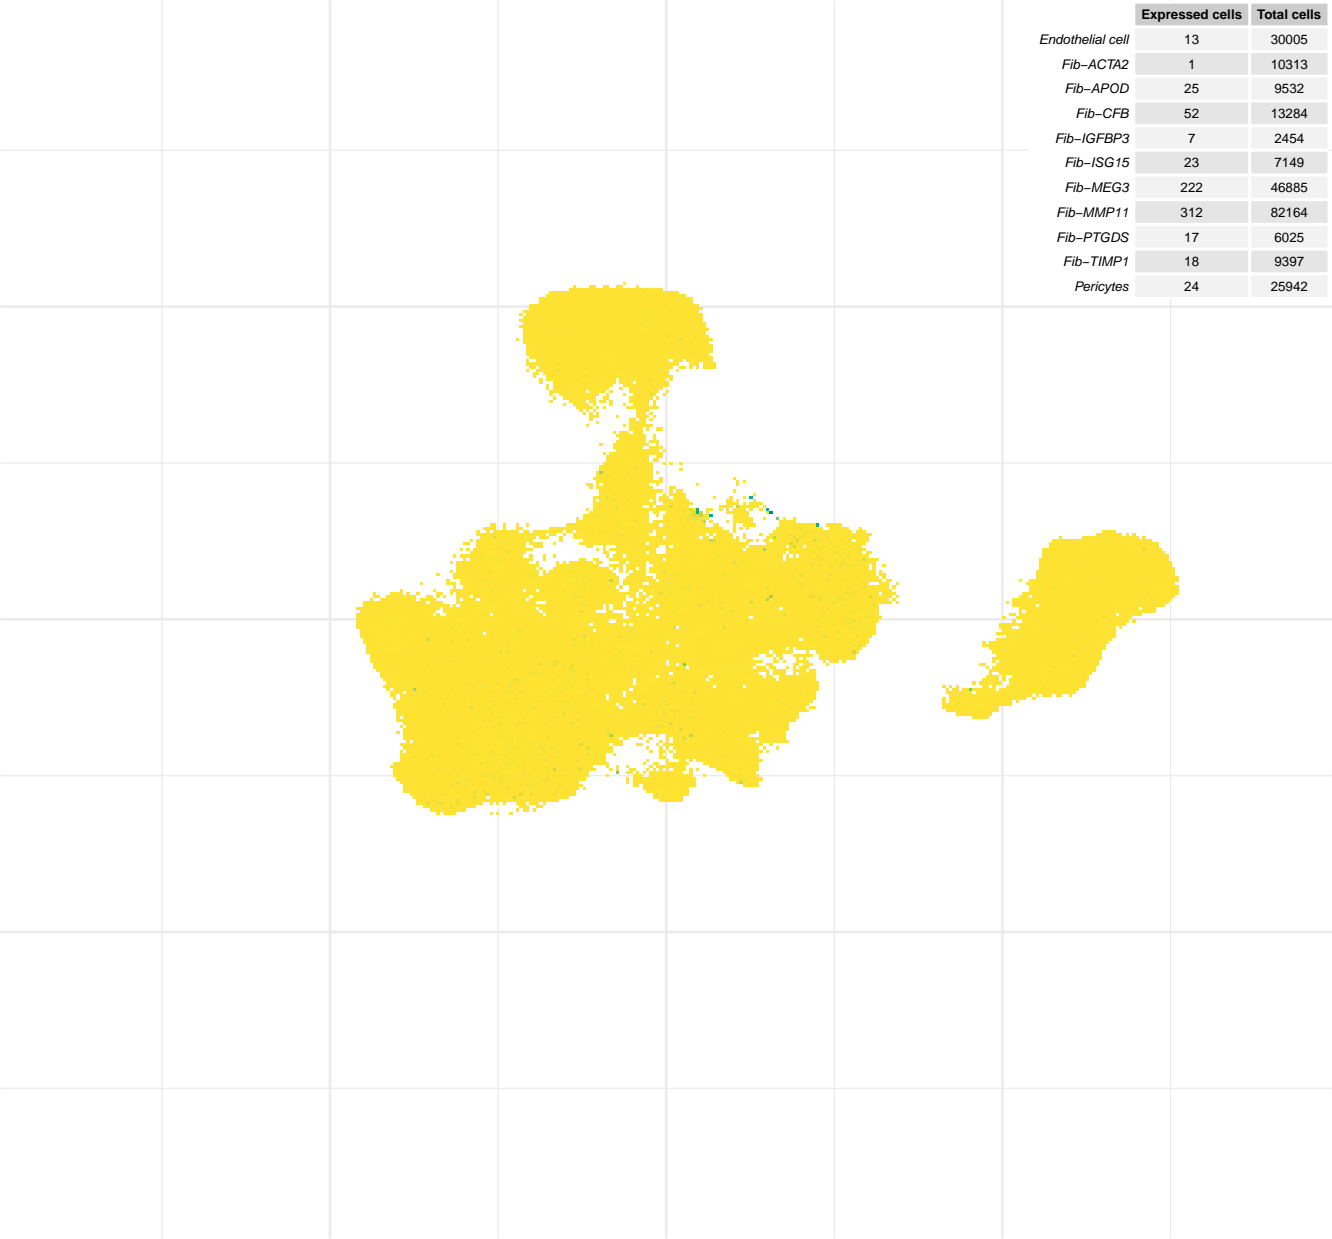 Expressed cells Total cells
Endothelial cell 13 30005
Fib−ACTA2 1 10313
Fib−APOD 25 9532
Fib−CFB 52 13284
Fib−IGFBP3 7 2454
Fib−ISG15 23 7149
Fib−MEG3 222 46885
Fib−MMP11 312 82164
Fib−PTGDS 17 6025
Fib−TIMP1 18 9397
Pericytes 24 25942